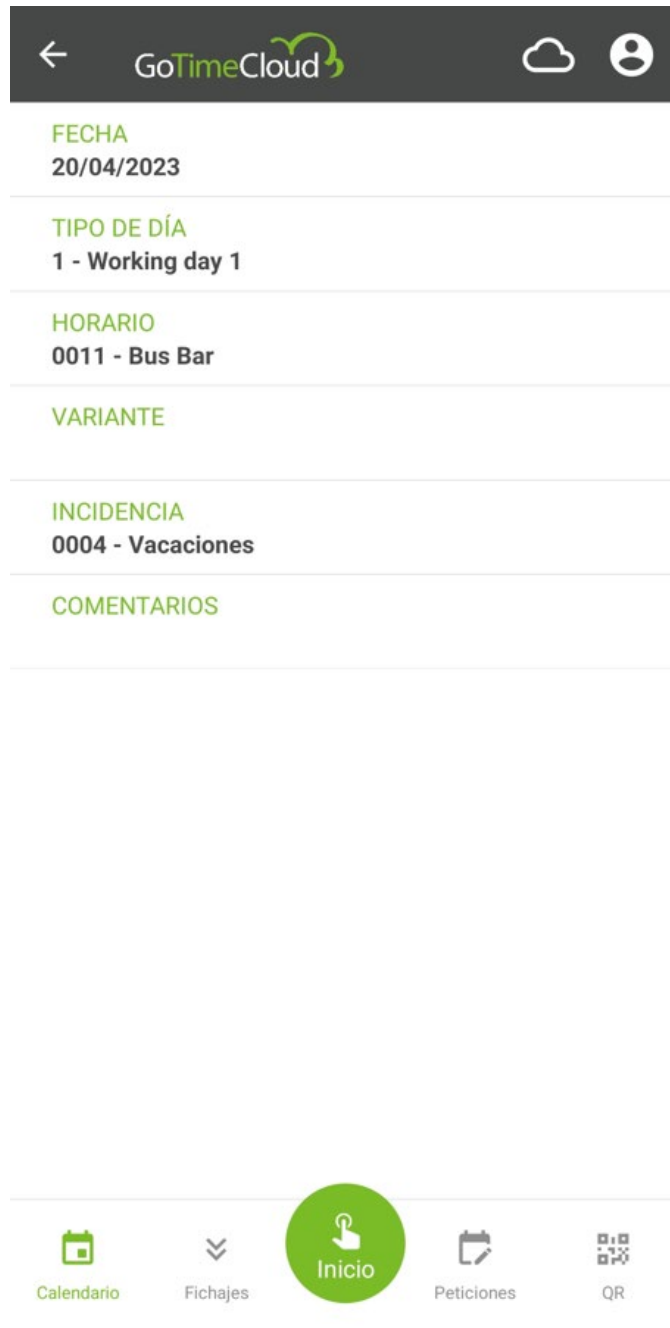 GoTimeCloud
FECHA
20/04/2023
TIPO DE DÍA
1 - Working day 1
HORARIO
0011 - Bus Bar
VARIANTE
INCIDENCIA
0004 - Vacaciones
COMENTARIOS
Calendario
Fichajes
Inicio
Peticiones
QR